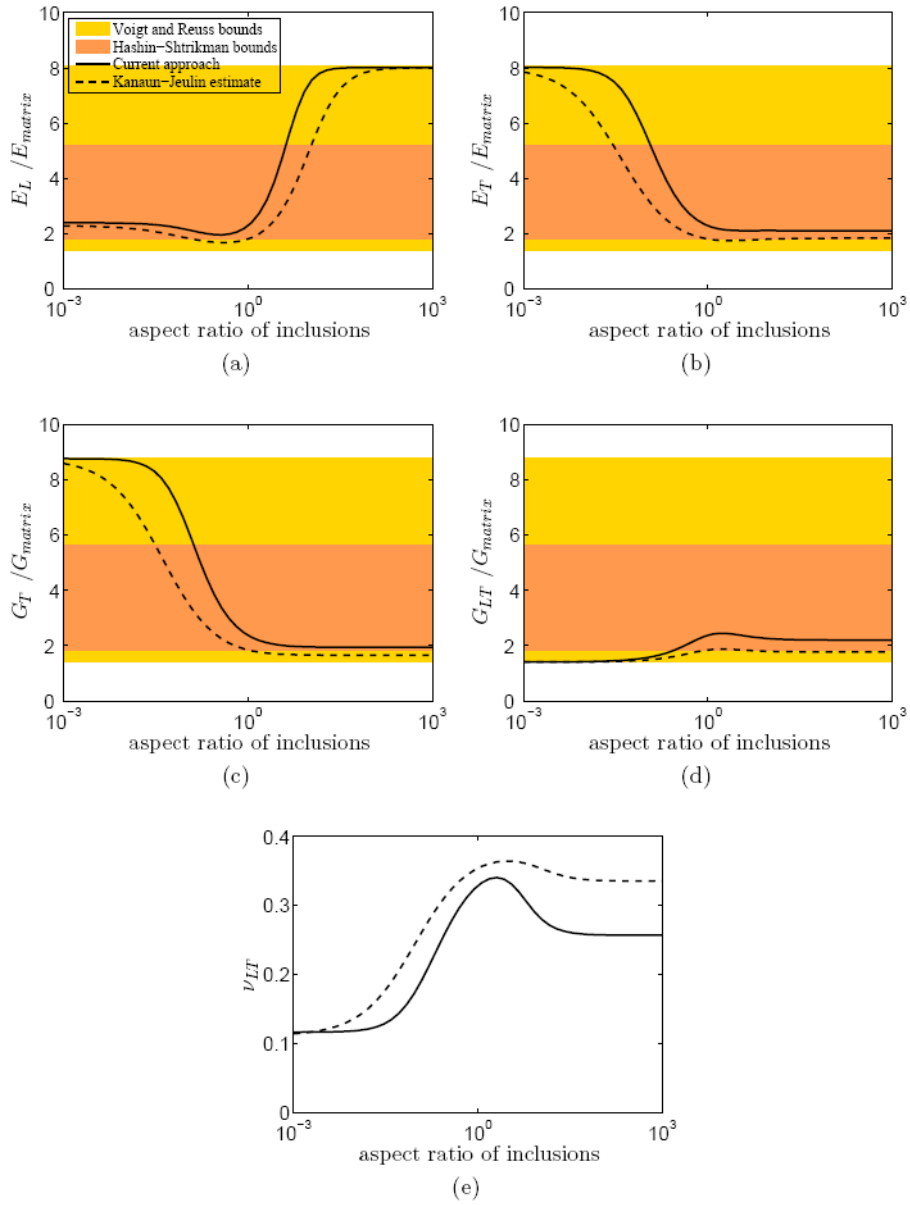 10
8
6
4
2
0
Voigt and Reuss bounds
Hashin−Shtrikman bounds
Current approach
Kanaun−Jeulin estimate
E_L / E_matrix
10^−3
10^0
10^3
aspect ratio of inclusions
(a)
10
8
6
4
2
0
E_T / E_matrix
10^−3
10^0
10^3
aspect ratio of inclusions
(b)
10
8
6
4
2
0
G_T / G_matrix
10^−3
10^0
10^3
aspect ratio of inclusions
(c)
10
8
6
4
2
0
G_LT / G_matrix
10^−3
10^0
10^3
aspect ratio of inclusions
(d)
0.4
0.3
0.2
0.1
0
ν_LT
10^−3
10^0
10^3
aspect ratio of inclusions
(e)